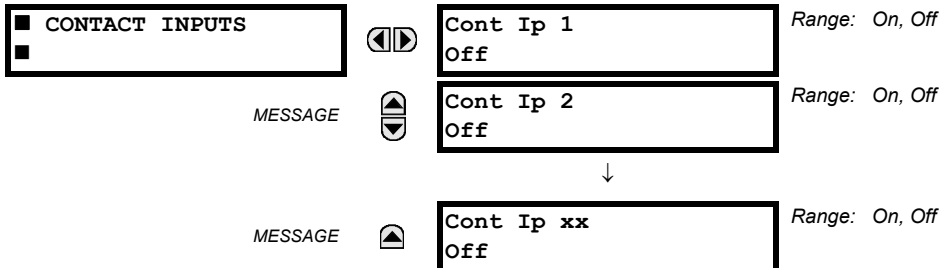 ■ CONTACT INPUTS
■
Cont Ip 1
Off
Range: On, Off
MESSAGE
Cont Ip 2
Off
Range: On, Off
↓
MESSAGE
Cont Ip xx
Off
Range: On, Off